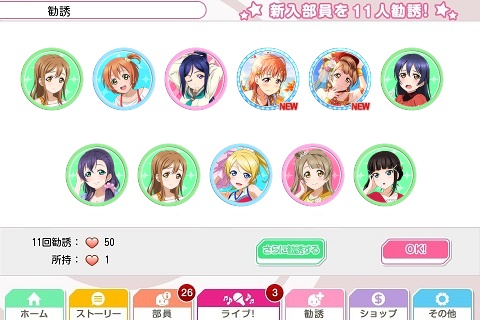 勧誘
新入部員を11人勧誘!
NEW
NEW
11回勧誘: 50
所持: 1
さらに勧誘する
OK!
26
3
ホーム
ストーリー
部員
ライブ!
勧誘
ショップ
その他